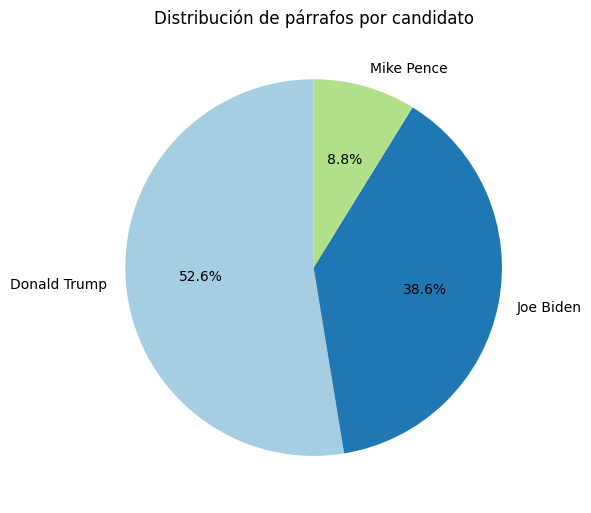 Distribución de párrafos por candidato
Mike Pence
8.8%
Donald Trump
52.6%
38.6%
Joe Biden